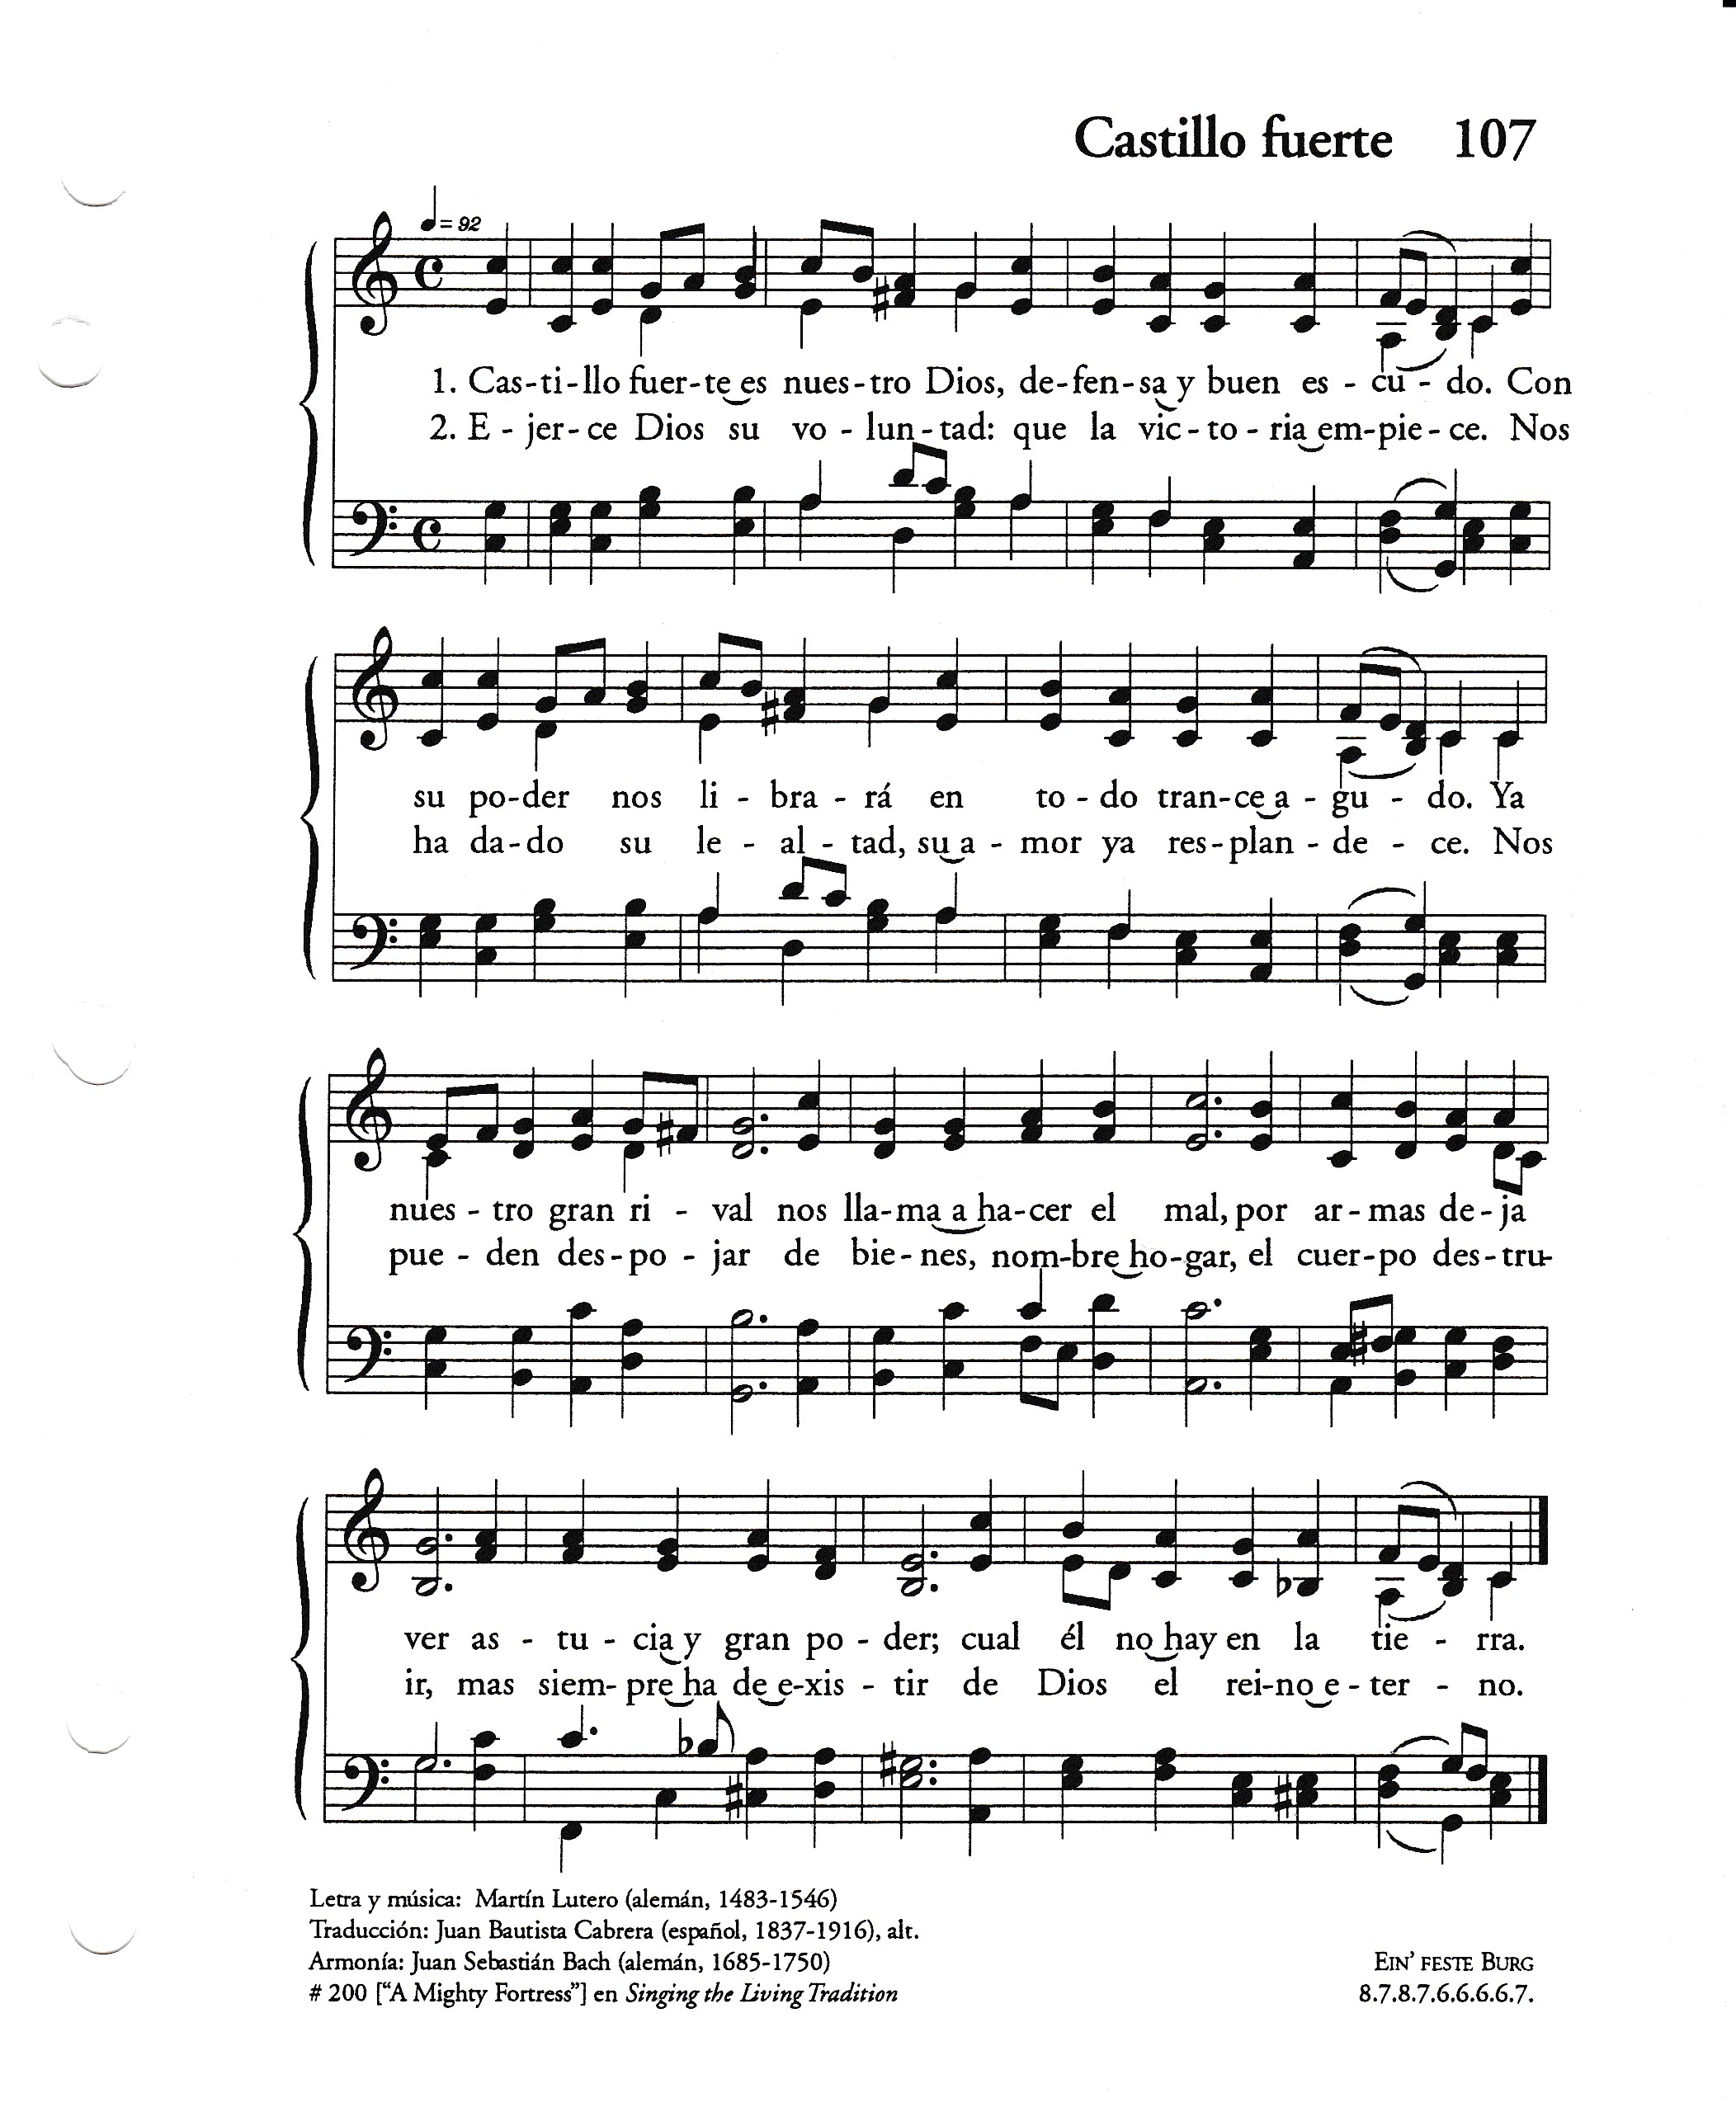 Castillo fuerte 107
= 92
1. Cas-ti-llo fuer-te es nues-tro Dios, de-fen-sa y buen es - cu - do. Con
2. E - jer-ce Dios su vo - lun-tad: que la vic-to - ria em-pie-ce. Nos
su po-der nos li - bra - rá en to - do tran-ce a - gu - do. Ya
ha da-do su le - al - tad, su a - mor ya res-plan - de - ce. Nos
nues - tro gran ri - val nos lla-ma a ha-cer el mal, por ar-mas de-ja
pue - den des-po - jar de bie-nes, nom-bre ho-gar, el cuer-po des-tru-
ver as - tu - cia y gran po - der; cual él no hay en la tie - rra.
ir, mas siem-pre ha de e-xis - tir de Dios el rei-no e - ter - no.
Letra y música: Martín Lutero (alemán, 1483-1546)
Traducción: Juan Bautista Cabrera (español, 1837-1916), alt.
Armonía: Juan Sebastián Bach (alemán, 1685-1750)
EIN' FESTE BURG
# 200 ["A Mighty Fortress"] en Singing the Living Tradition
8.7.8.7.6.6.6.6.7.